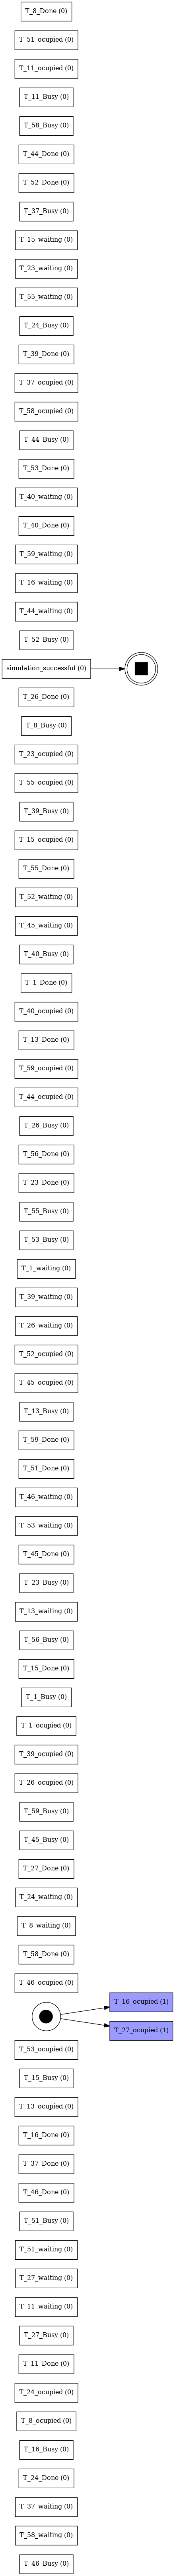 T_8_Done (0)
T_51_ocupied (0)
T_11_ocupied (0)
T_11_Busy (0)
T_58_Busy (0)
T_44_Done (0)
T_52_Done (0)
T_37_Busy (0)
T_15_waiting (0)
T_23_waiting (0)
T_55_waiting (0)
T_24_Busy (0)
T_39_Done (0)
T_37_ocupied (0)
T_58_ocupied (0)
T_44_Busy (0)
T_53_Done (0)
T_40_waiting (0)
T_40_Done (0)
T_59_waiting (0)
T_16_waiting (0)
T_44_waiting (0)
T_52_Busy (0)
simulation_successful (0)
T_26_Done (0)
T_8_Busy (0)
T_23_ocupied (0)
T_55_ocupied (0)
T_39_Busy (0)
T_15_ocupied (0)
T_55_Done (0)
T_52_waiting (0)
T_45_waiting (0)
T_40_Busy (0)
T_1_Done (0)
T_40_ocupied (0)
T_13_Done (0)
T_59_ocupied (0)
T_44_ocupied (0)
T_26_Busy (0)
T_56_Done (0)
T_23_Done (0)
T_55_Busy (0)
T_53_Busy (0)
T_1_waiting (0)
T_39_waiting (0)
T_26_waiting (0)
T_52_ocupied (0)
T_45_ocupied (0)
T_13_Busy (0)
T_59_Done (0)
T_51_Done (0)
T_46_waiting (0)
T_53_waiting (0)
T_45_Done (0)
T_23_Busy (0)
T_13_waiting (0)
T_56_Busy (0)
T_15_Done (0)
T_1_Busy (0)
T_1_ocupied (0)
T_39_ocupied (0)
T_26_ocupied (0)
T_59_Busy (0)
T_45_Busy (0)
T_27_Done (0)
T_24_waiting (0)
T_8_waiting (0)
T_58_Done (0)
T_46_ocupied (0)
T_16_ocupied (1)
T_27_ocupied (1)
T_53_ocupied (0)
T_15_Busy (0)
T_13_ocupied (0)
T_16_Done (0)
T_37_Done (0)
T_46_Done (0)
T_51_Busy (0)
T_51_waiting (0)
T_27_waiting (0)
T_11_waiting (0)
T_27_Busy (0)
T_11_Done (0)
T_24_ocupied (0)
T_8_ocupied (0)
T_16_Busy (0)
T_24_Done (0)
T_37_waiting (0)
T_58_waiting (0)
T_46_Busy (0)